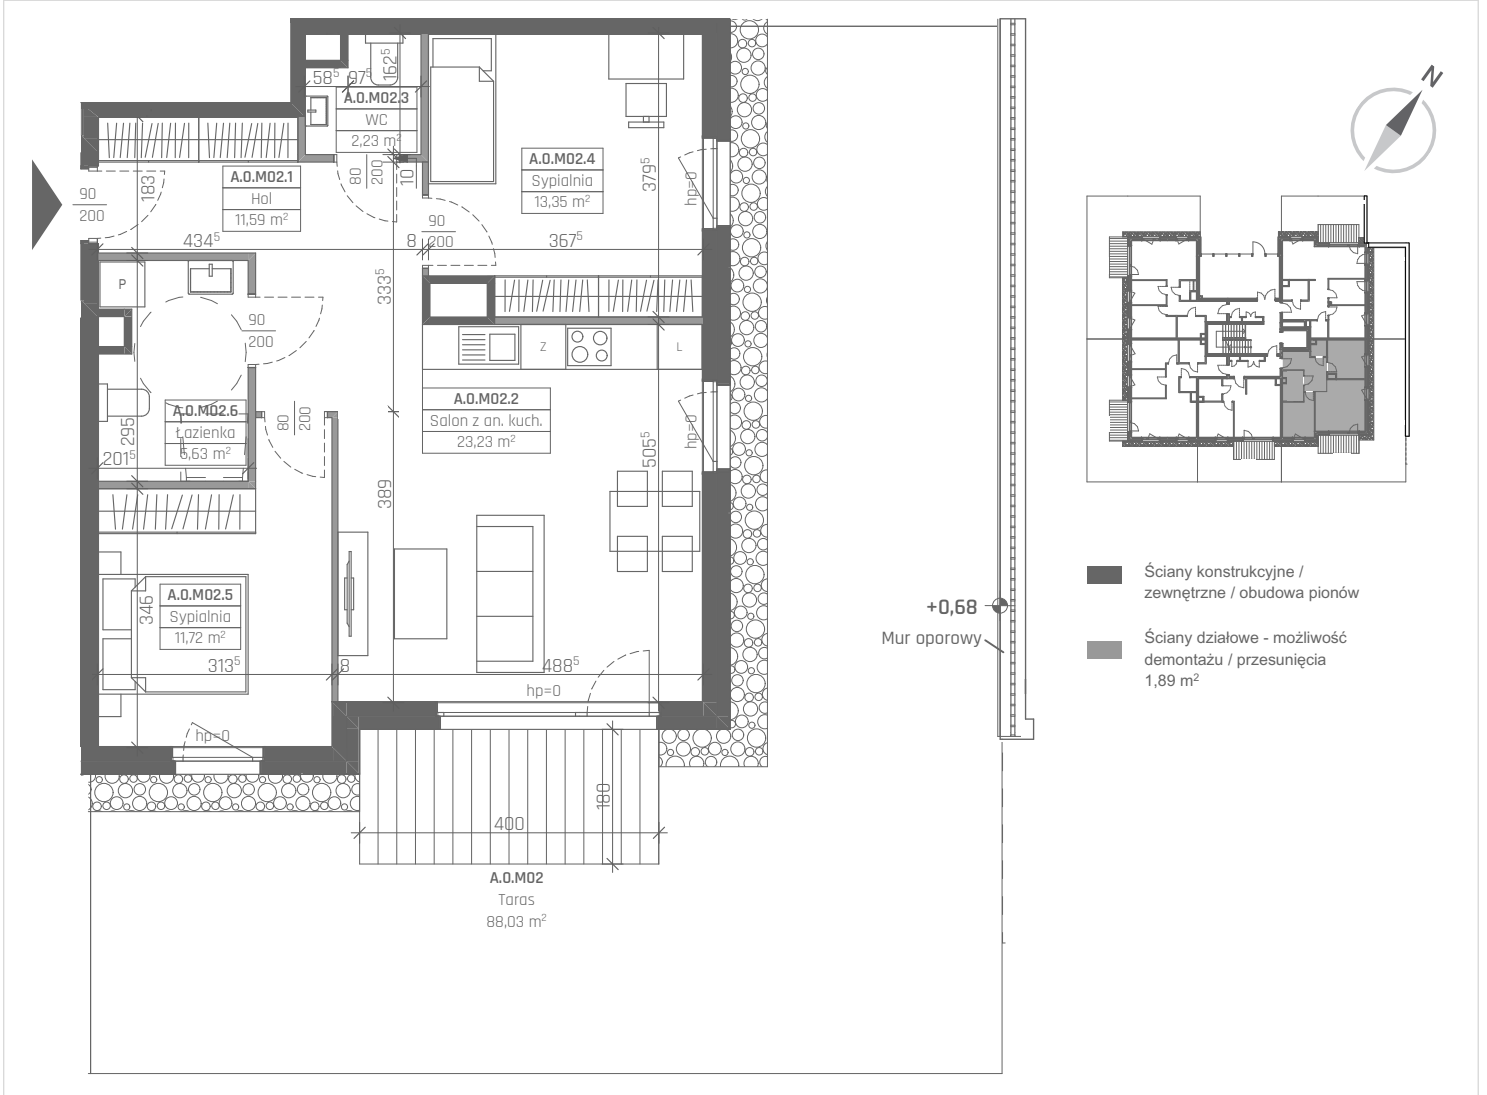 N
58⁵
97⁵
162⁵
A.0.M02.3
WC
2,23 m²
A.0.M02.4
Sypialnia
13,35 m²
379⁵
hp=0
90
200
183
A.0.M02.1
Hol
11,59 m²
80
200
10
90
200
434⁵
8
367⁵
P
333⁵
90
200
Z
L
A.0.M02.2
Salon z an. kuch.
23,23 m²
hp=0
505⁵
A.0.M02.6
Łazienka
295
201⁵
80
200
389
346
A.0.M02.5
Sypialnia
11,72 m²
313⁵
8
488⁵
hp=0
hp=0
180
400
A.0.M02
Taras
88,03 m²
+0,68
Mur oporowy
Ściany konstrukcyjne /
zewnętrzne / obudowa pionów
Ściany działowe - możliwość
demontażu / przesunięcia
1,89 m²